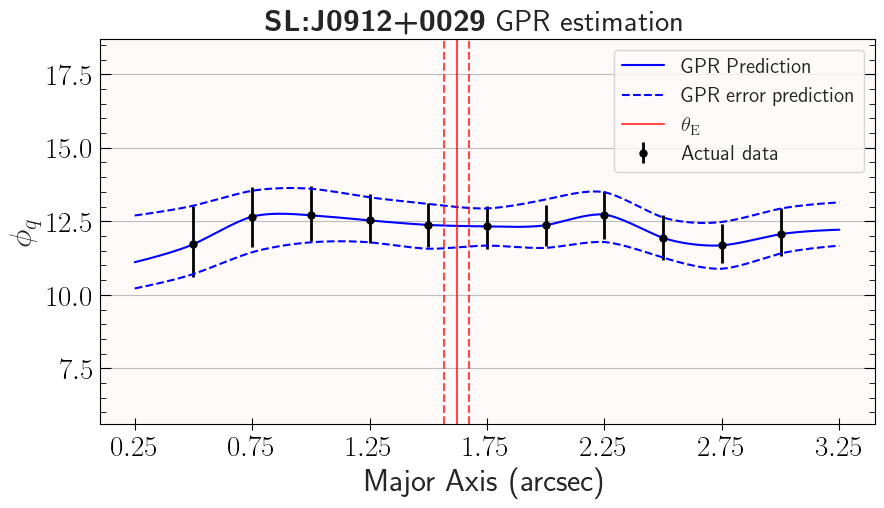 SL:J0912+0029 GPR estimation
GPR Prediction
GPR error prediction
θ_E
Actual data
17.5
15.0
12.5
10.0
7.5
ϕ_q
0.25 0.75 1.25 1.75 2.25 2.75 3.25
Major Axis (arcsec)